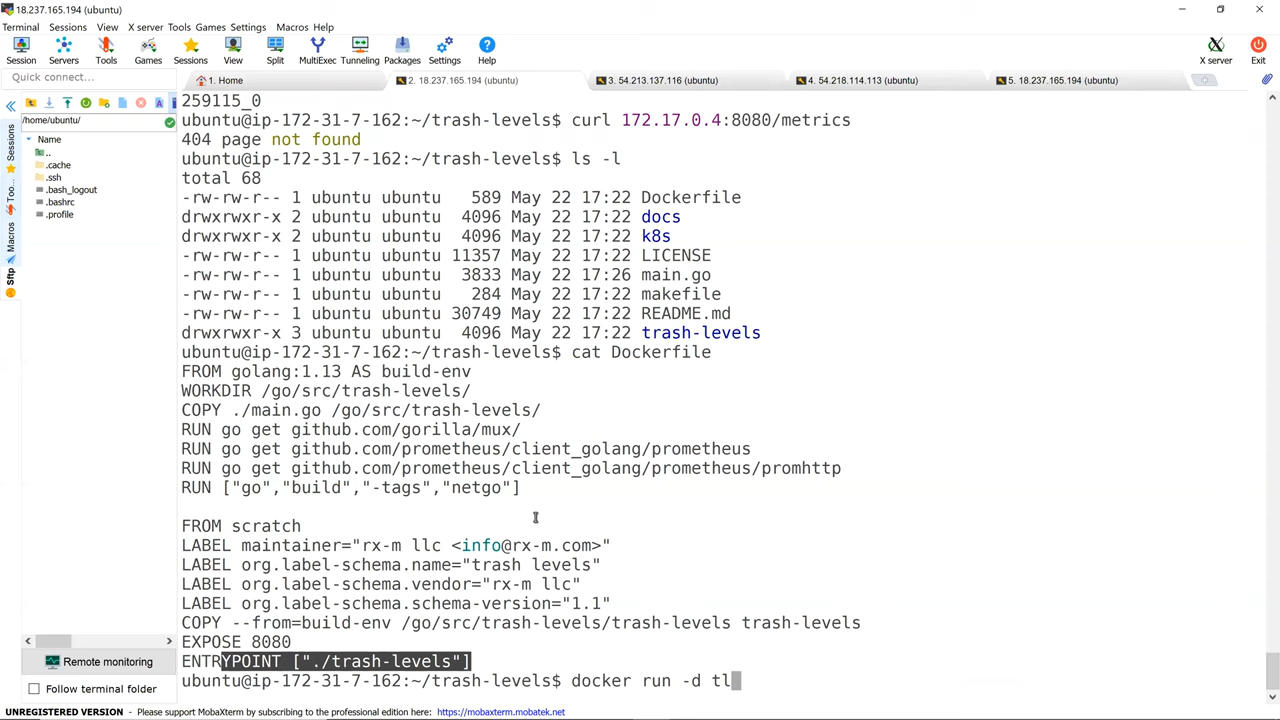 18.237.165.194 (ubuntu)
Terminal Sessions View X server Tools Games Settings Macros Help
Session Servers Tools Games Sessions View Split MultiExec Tunneling Packages Settings Help X server Exit
Quick connect...
1. Home
2. 18.237.165.194 (ubuntu)
3. 54.213.137.116 (ubuntu)
4. 54.218.114.113 (ubuntu)
5. 18.237.165.194 (ubuntu)
/home/ubuntu/
Name
..
.cache
.ssh
.bash_logout
.bashrc
.profile
Sessions
Too...
Macros
Sftp
259115_0
ubuntu@ip-172-31-7-162:~/trash-levels$ curl 172.17.0.4:8080/metrics
404 page not found
ubuntu@ip-172-31-7-162:~/trash-levels$ ls -l
total 68
-rw-rw-r-- 1 ubuntu ubuntu 589 May 22 17:22 Dockerfile
drwxrwxr-x 2 ubuntu ubuntu 4096 May 22 17:22 docs
drwxrwxr-x 2 ubuntu ubuntu 4096 May 22 17:22 k8s
-rw-rw-r-- 1 ubuntu ubuntu 11357 May 22 17:22 LICENSE
-rw-rw-r-- 1 ubuntu ubuntu 3833 May 22 17:26 main.go
-rw-rw-r-- 1 ubuntu ubuntu 284 May 22 17:22 makefile
-rw-rw-r-- 1 ubuntu ubuntu 30749 May 22 17:22 README.md
drwxrwxr-x 3 ubuntu ubuntu 4096 May 22 17:22 trash-levels
ubuntu@ip-172-31-7-162:~/trash-levels$ cat Dockerfile
FROM golang:1.13 AS build-env
WORKDIR /go/src/trash-levels/
COPY ./main.go /go/src/trash-levels/
RUN go get github.com/gorilla/mux/
RUN go get github.com/prometheus/client_golang/prometheus
RUN go get github.com/prometheus/client_golang/prometheus/promhttp
RUN ["go","build","-tags","netgo"]
FROM scratch
LABEL maintainer="rx-m llc <info@rx-m.com>"
LABEL org.label-schema.name="trash levels"
LABEL org.label-schema.vendor="rx-m llc"
LABEL org.label-schema.schema-version="1.1"
COPY --from=build-env /go/src/trash-levels/trash-levels trash-levels
EXPOSE 8080
ENTRYPOINT ["./trash-levels"]
ubuntu@ip-172-31-7-162:~/trash-levels$ docker run -d tl
Remote monitoring
Follow terminal folder
UNREGISTERED VERSION - Please support MobaXterm by subscribing to the professional edition here: https://mobaxterm.mobatek.net